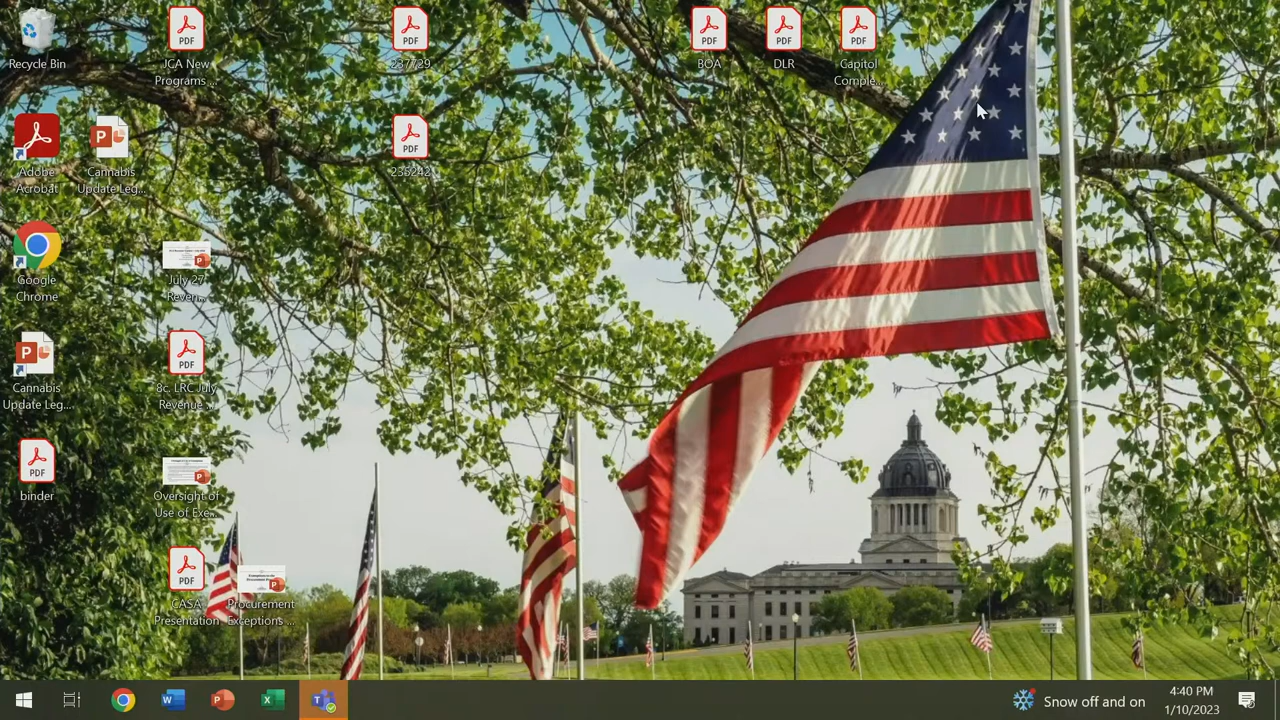 Recycle Bin
PDF
JCA New
Programs ...
PDF
237729
PDF
BOA
PDF
DLR
PDF
Capitol
Comple...
Adobe
Acrobat
P
Cannabis
Update Leg...
PDF
235242
Google
Chrome
P
July 27
Reven...
P
Cannabis
Update Leg...
PDF
8c. LRC July
Revenue ...
PDF
binder
P
Oversight of
Use of Exe...
PDF
CASA
Presentation
P
Procurement
Exceptions ...
W
P
X
T
Snow off and on
4:40 PM
1/10/2023